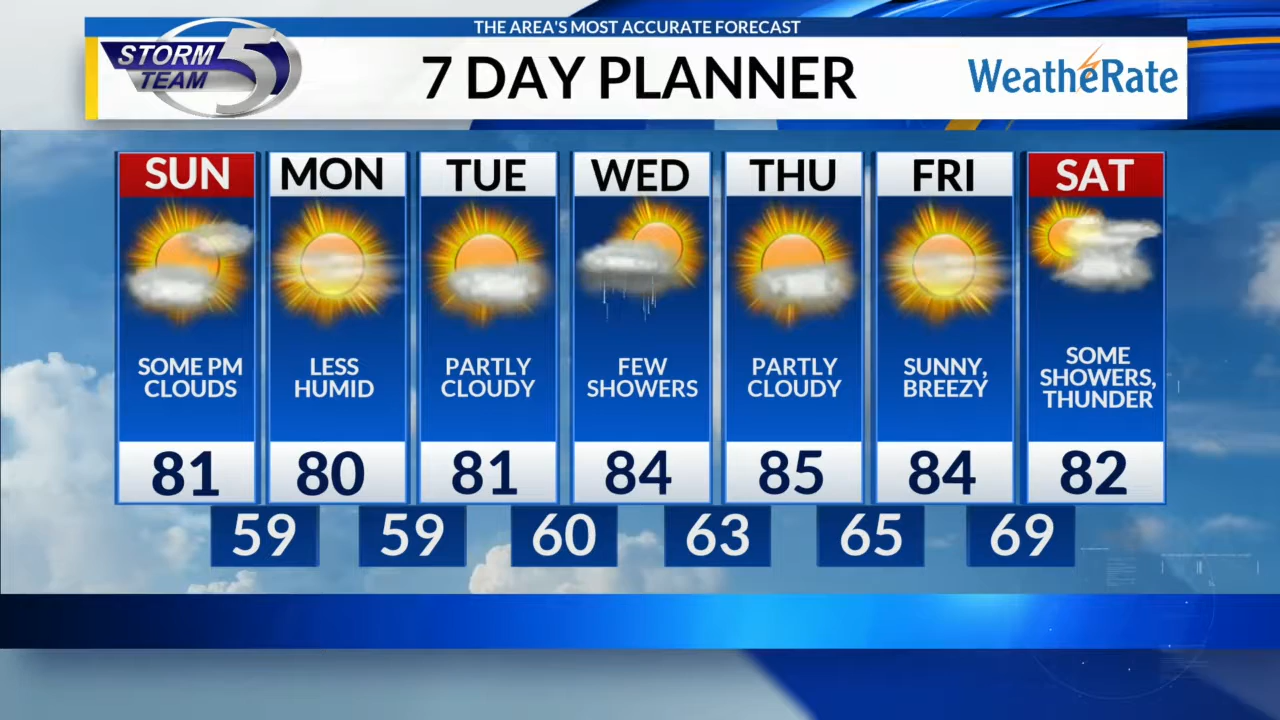 THE AREA'S MOST ACCURATE FORECAST
STORM TEAM 5
7 DAY PLANNER
WeatheRate
SUN MON TUE WED THU FRI SAT
SOME PM CLOUDS
LESS HUMID
PARTLY CLOUDY
FEW SHOWERS
PARTLY CLOUDY
SUNNY, BREEZY
SOME SHOWERS, THUNDER
81 80 81 84 85 84 82
59 59 60 63 65 69